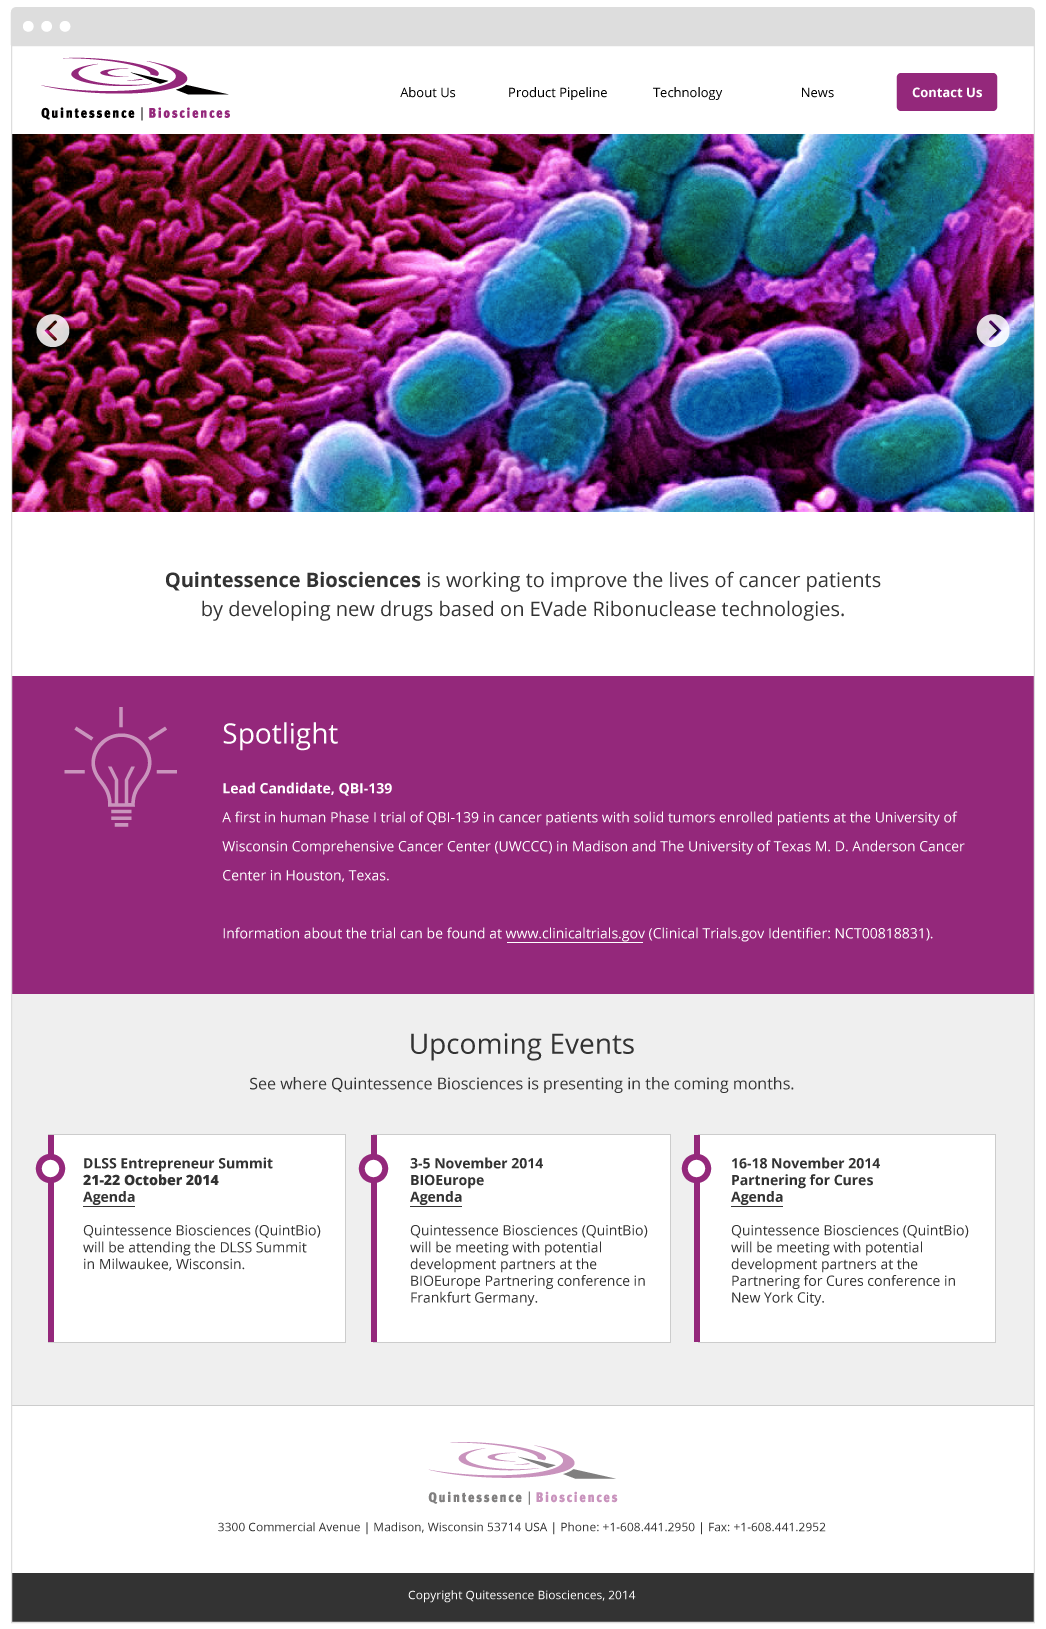 Quintessence | Biosciences
About Us
Product Pipeline
Technology
News
Contact Us
Quintessence Biosciences is working to improve the lives of cancer patients
by developing new drugs based on EVade Ribonuclease technologies.
Spotlight
Lead Candidate, QBI-139
A first in human Phase I trial of QBI-139 in cancer patients with solid tumors enrolled patients at the University of
Wisconsin Comprehensive Cancer Center (UWCCC) in Madison and The University of Texas M. D. Anderson Cancer
Center in Houston, Texas.
Information about the trial can be found at www.clinicaltrials.gov (Clinical Trials.gov Identifier: NCT00818831).
Upcoming Events
See where Quintessence Biosciences is presenting in the coming months.
DLSS Entrepreneur Summit
21-22 October 2014
Agenda
Quintessence Biosciences (QuintBio)
will be attending the DLSS Summit
in Milwaukee, Wisconsin.
3-5 November 2014
BIOEurope
Agenda
Quintessence Biosciences (QuintBio)
will be meeting with potential
development partners at the
BIOEurope Partnering conference in
Frankfurt Germany.
16-18 November 2014
Partnering for Cures
Agenda
Quintessence Biosciences (QuintBio)
will be meeting with potential
development partners at the
Partnering for Cures conference in
New York City.
Quintessence | Biosciences
3300 Commercial Avenue | Madison, Wisconsin 53714 USA | Phone: +1-608.441.2950 | Fax: +1-608.441.2952
Copyright Quitessence Biosciences, 2014